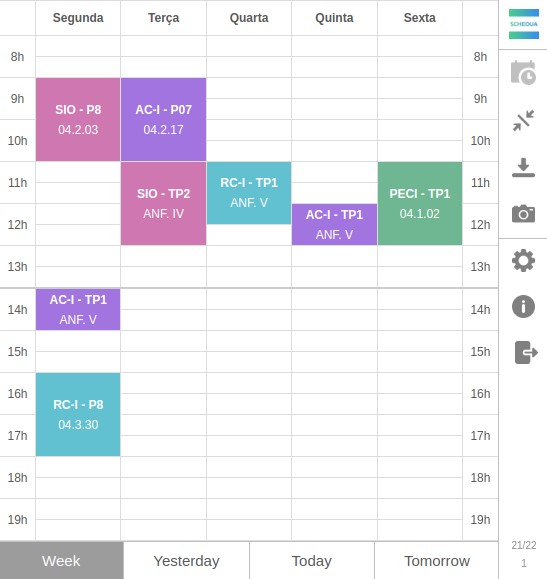 Segunda Terça Quarta Quinta Sexta
SCHEDUA
8h 8h
9h 9h
SIO - P8 AC-I - P07
04.2.03 04.2.17
10h 10h
11h 11h
SIO - TP2 RC-I - TP1 PECI - TP1
ANF. IV ANF. V 04.1.02
AC-I - TP1
12h 12h
ANF. V
13h 13h
AC-I - TP1
14h 14h
ANF. V
15h 15h
16h 16h
RC-I - P8
04.3.30
17h 17h
18h 18h
19h 19h
21/22
1
Week Yesterday Today Tomorrow